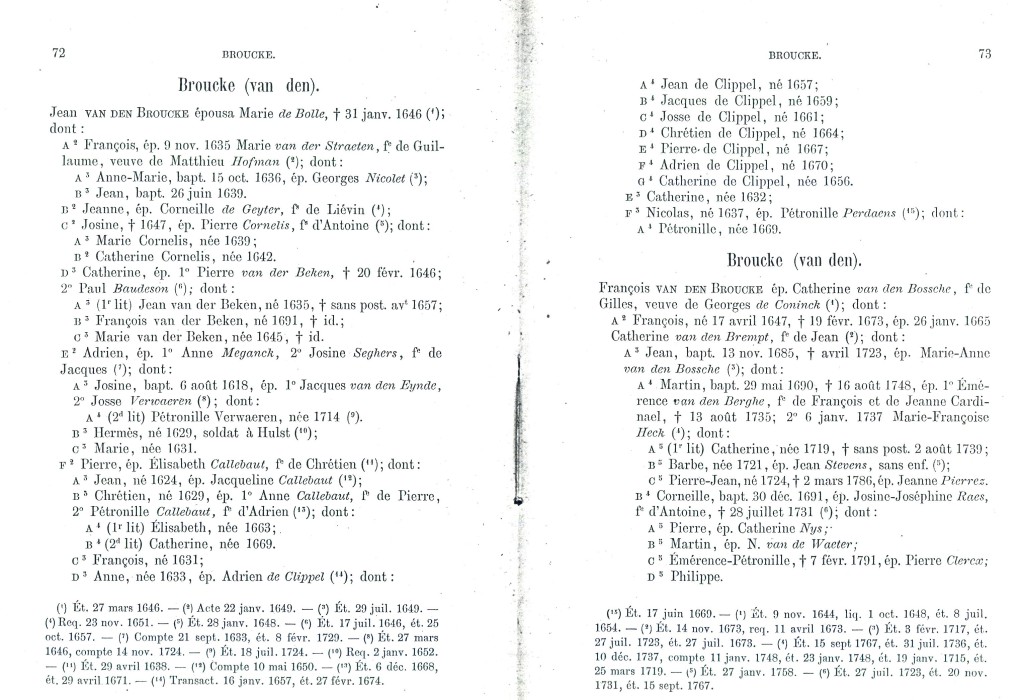 72
BROUCKE.
Broucke (van den).
Jean VAN DEN BROUCKE épousa Marie de Bolle, † 31 janv. 1646 (¹);
dont :
A ² François, ép. 9 nov. 1635 Marie van der Straeten, fᵉ de Guil-
laume, veuve de Matthieu Hofman (²); dont :
A ³ Anne-Marie, bapt. 15 oct. 1636, ép. Georges Nicolet (³);
B ³ Jean, bapt. 26 juin 1639.
B ² Jeanne, ép. Corneille de Geyter, fˢ de Liévin (⁴);
C ² Josine, † 1647, ép. Pierre Cornelis, fˢ d'Antoine (⁵); dont :
A ³ Marie Cornelis, née 1639;
B ² Catherine Cornelis, née 1642.
D ³ Catherine, ép. 1º Pierre van der Beken, † 20 févr. 1646;
2º Paul Baudeson (⁶); dont :
A ³ (1ʳ lit) Jean van der Beken, né 1635, † sans post. avᵗ 1657;
B ³ François van der Beken, né 1691, † id.;
C ³ Marie van der Beken, née 1645, † id.
E ² Adrien, ép. 1º Anne Meganck, 2º Josine Seghers, fᵉ de
Jacques (⁷); dont :
A ³ Josine, bapt. 6 août 1618, ép. 1º Jacques van den Eynde,
2º Josse Verwaeren (⁸); dont :
A ⁴ (2ᵈ lit) Pétronille Verwaeren, née 1714 (⁹).
B ³ Hermès, né 1629, soldat à Hulst (¹⁰);
C ³ Marie, née 1631.
F ² Pierre, ép. Élisabeth Callebaut, fᵉ de Chrétien (¹¹); dont :
A ³ Jean, né 1624, ép. Jacqueline Callebaut (¹²);
B ³ Chrétien, né 1629, ép. 1º Anne Callebaut, fᵉ de Pierre,
2º Pétronille Callebaut, fᵉ d'Adrien (¹³); dont :
A ⁴ (1ʳ lit) Élisabeth, née 1663;
B ⁴ (2ᵈ lit) Catherine, née 1669.
C ³ François, né 1631;
D ³ Anne, née 1633, ép. Adrien de Clippel (¹⁴); dont :
(¹) Ét. 27 mars 1646. — (²) Acte 22 janv. 1649. — (³) Ét. 29 juil. 1649. —
(⁴) Req. 23 nov. 1651. — (⁵) Ét. 28 janv. 1648. — (⁶) Ét. 17 juil. 1646, ét. 25
oct. 1657. — (⁷) Compte 21 sept. 1633, ét. 8 févr. 1729. — (⁸) Ét. 27 mars
1646, compte 14 nov. 1724. — (⁹) Ét. 18 juil. 1724. — (¹⁰) Req. 2 janv. 1652.
— (¹¹) Ét. 29 avril 1638. — (¹²) Compte 10 mai 1650. — (¹³) Ét. 6 déc. 1668,
ét. 29 avril 1671. — (¹⁴) Transact. 16 janv. 1657, ét. 27 févr. 1674.
BROUCKE.
73
A ⁴ Jean de Clippel, né 1657;
B ⁴ Jacques de Clippel, né 1659;
C ⁴ Josse de Clippel, né 1661;
D ⁴ Chrétien de Clippel, né 1664;
E ⁴ Pierre de Clippel, né 1667;
F ⁴ Adrien de Clippel, né 1670;
G ⁴ Catherine de Clippel, née 1656.
E ³ Catherine, née 1632;
F ³ Nicolas, né 1637, ép. Pétronille Perdaens (¹⁵); dont :
A ⁴ Pétronille, née 1669.
Broucke (van den).
François VAN DEN BROUCKE ép. Catherine van den Bossche, fᵉ de
Gilles, veuve de Georges de Coninck (¹); dont :
A ² François, né 17 avril 1647, † 19 févr. 1673, ép. 26 janv. 1665
Catherine van den Brempt, fᵉ de Jean (²); dont :
A ³ Jean, bapt. 13 nov. 1685, † avril 1723, ép. Marie-Anne
van den Bossche (³); dont :
A ⁴ Martin, bapt. 29 mai 1690, † 16 août 1748, ép. 1º Émé-
rence van den Berghe, fᵉ de François et de Jeanne Cardi-
nael, † 13 août 1735; 2º 6 janv. 1737 Marie-Françoise
Heck (⁴); dont :
A ⁵ (1ʳ lit) Catherine, née 1719, † sans post. 2 août 1739;
B ⁵ Barbe, née 1721, ép. Jean Stevens, sans enf. (⁵);
C ⁵ Pierre-Jean, né 1724, † 2 mars 1786, ép. Jeanne Pierrez.
B ⁴ Corneille, bapt. 30 déc. 1691, ép. Josine-Joséphine Raes,
fᵉ d'Antoine, † 28 juillet 1731 (⁶); dont :
A ⁵ Pierre, ép. Catherine Nys;
B ⁵ Martin, ép. N. van de Waeter;
C ⁵ Émérence-Pétronille, † 7 févr. 1791, ép. Pierre Clercx;
D ⁵ Philippe.
(¹⁵) Ét. 17 juin 1669. — (¹) Ét. 9 nov. 1644, liq. 1 oct. 1648, ét. 8 juil.
1654. — (²) Ét. 14 nov. 1673, req. 11 avril 1673. — (³) Ét. 3 févr. 1717, ét.
27 juil. 1723, ét. 27 juil. 1673. — (⁴) Ét. 15 sept 1767, ét. 31 juil. 1736, ét.
10 déc. 1737, compte 11 janv. 1748, ét. 23 janv. 1748, ét. 19 janv. 1715, ét.
25 mars 1719. — (⁵) Ét. 27 janv. 1758. — (⁶) Ét. 27 juil. 1723, ét. 20 nov.
1731, ét. 15 sept. 1767.